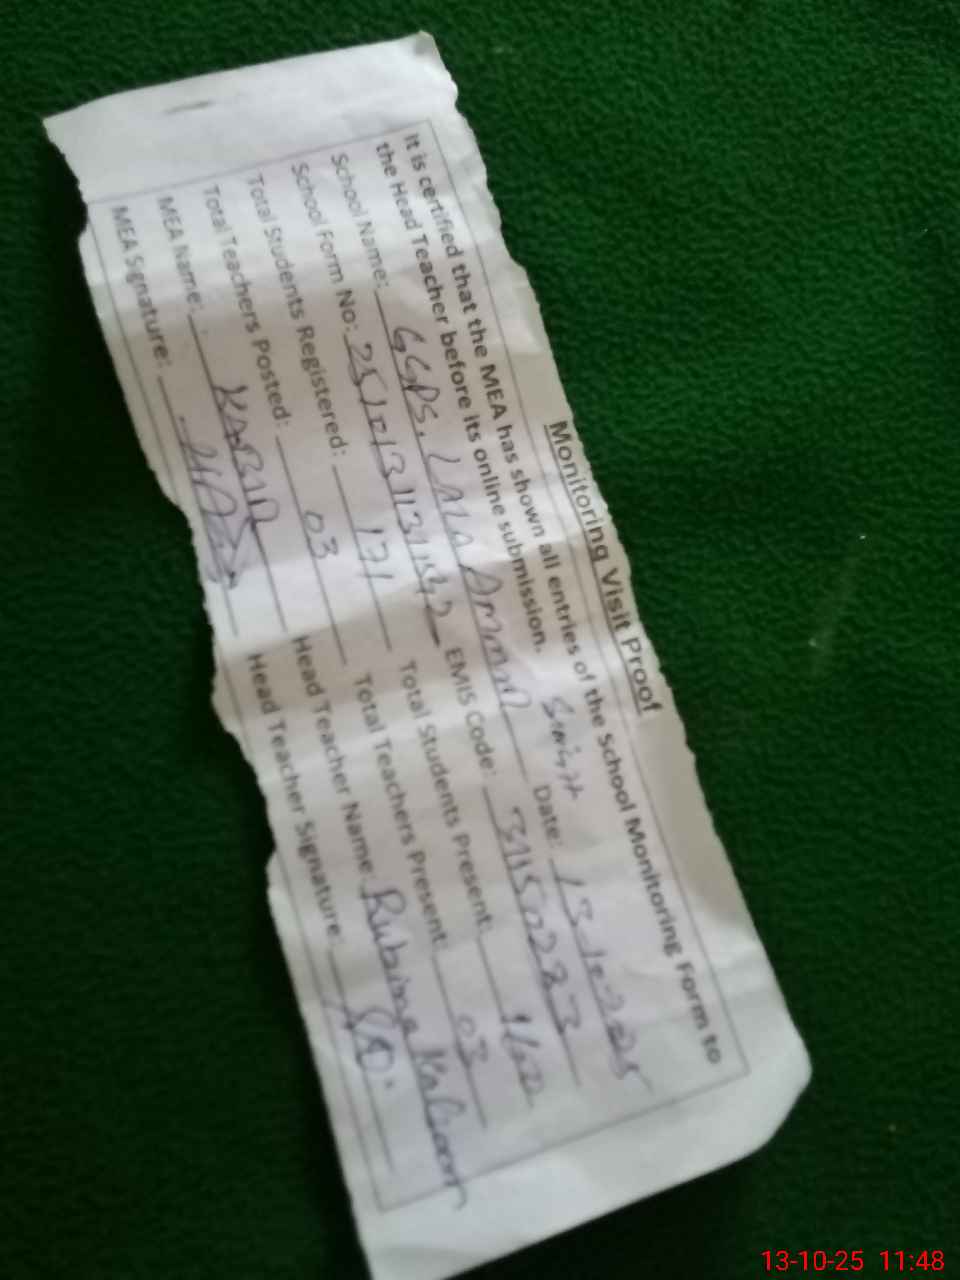 Monitoring Visit Proof
It is certified that the MEA has shown all entries of the School Monitoring Form to
the Head Teacher before its online submission.
School Name: GGPS. LALA Date: 13-10-2025
School Form No: EMIS Code:
Total Students Registered: 171 Total Students Present: 160
Total Teachers Posted: 03 Total Teachers Present: 03
MEA Name: Head Teacher Name: Rubina Kalsoom
MEA Signature: Head Teacher Signature:
13-10-25 11:48